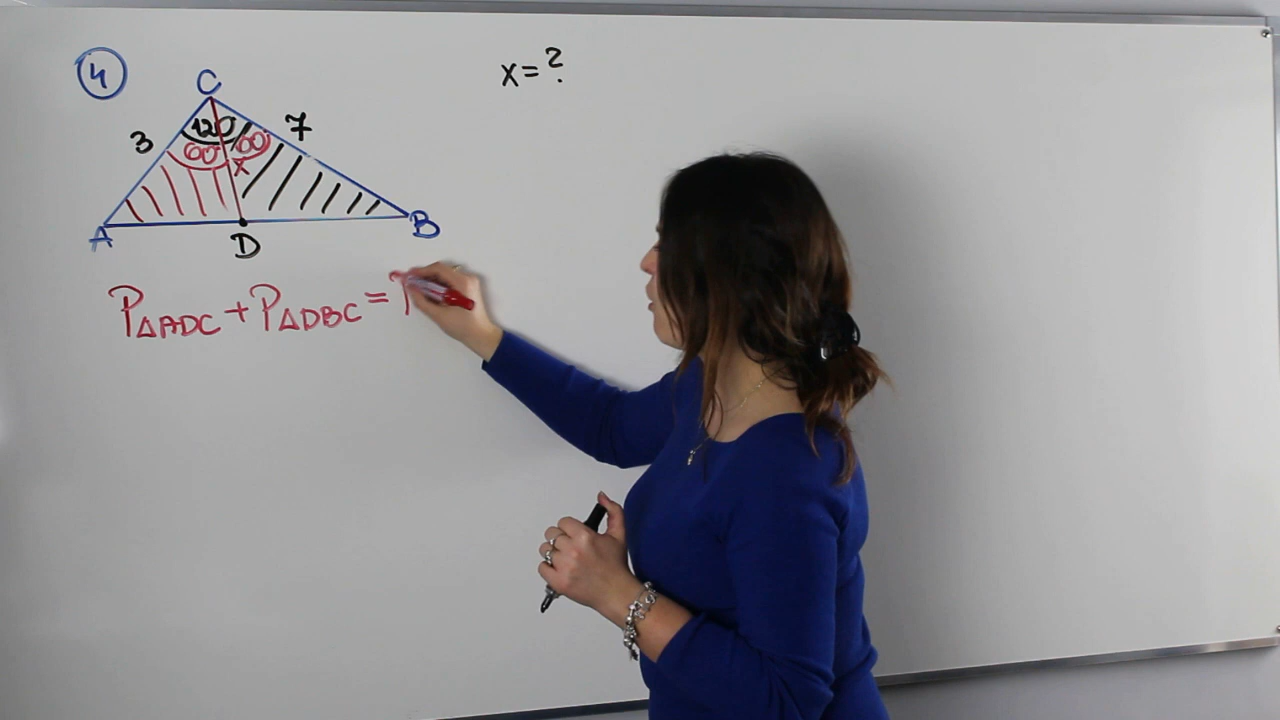 4
x = ?
C
3
120
7
60°
60
x
A
D
B
P△ADC + P△DBC =